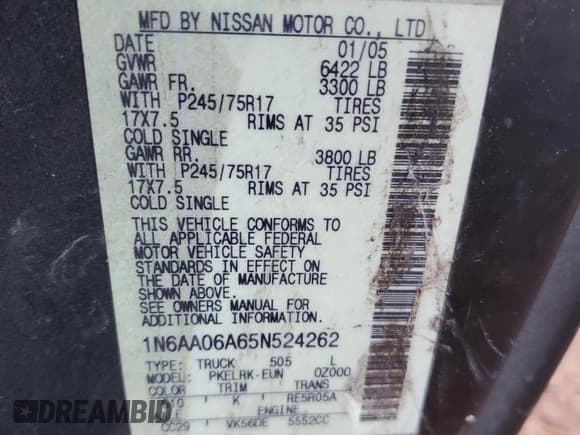 MFD BY NISSAN MOTOR CO., LTD
DATE 01/05
GVWR 6422 LB
GAWR FR. 3300 LB
WITH P245/75R17 TIRES
17X7.5 RIMS AT 35 PSI
COLD SINGLE
GAWR RR. 3800 LB
WITH P245/75R17 TIRES
17X7.5 RIMS AT 35 PSI
COLD SINGLE
THIS VEHICLE CONFORMS TO
ALL APPLICABLE FEDERAL
MOTOR VEHICLE SAFETY
STANDARDS IN EFFECT ON
THE DATE OF MANUFACTURE
SHOWN ABOVE.
SEE OWNERS MANUAL FOR
ADDITIONAL INFORMATION.
1N6AA06A65N524262
TYPE: TRUCK 505 L
MODEL: PKELRK-EUN 0Z000
COLOR TRIM TRANS
K RE5R05A
ENGINE
VK56DE 5552CC
DREAMBID
dreambid.com